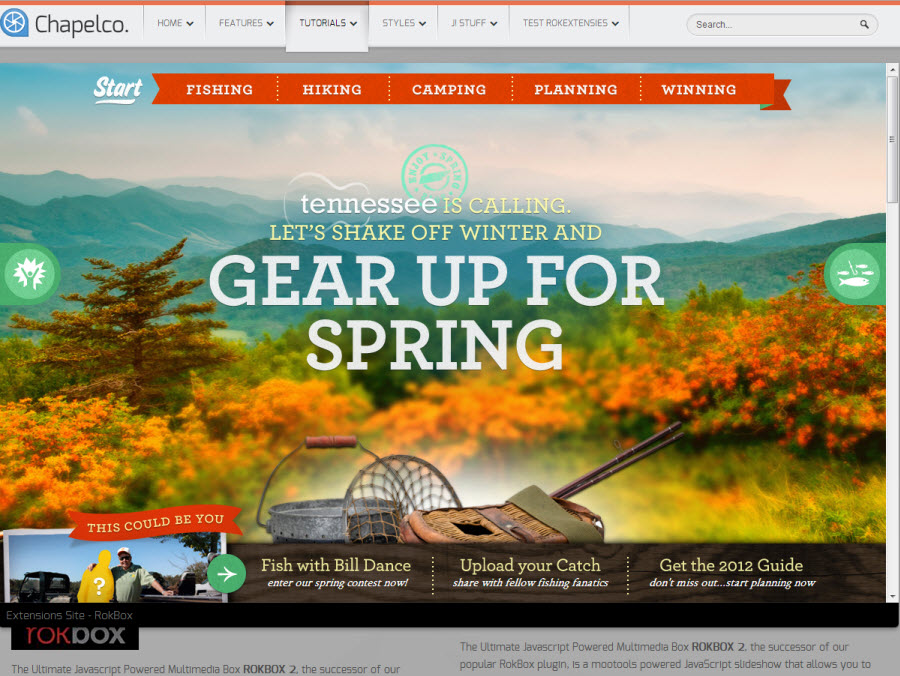 Chapelco.
HOME
FEATURES
TUTORIALS
STYLES
J! STUFF
TEST ROKEXTENSIES
Search...
Start
FISHING
HIKING
CAMPING
PLANNING
WINNING
ENJOY SPRING
tennessee IS CALLING.
LET'S SHAKE OFF WINTER AND
GEAR UP FOR
SPRING
THIS COULD BE YOU
?
Fish with Bill Dance
enter our spring contest now!
Upload your Catch
share with fellow fishing fanatics
Get the 2012 Guide
don't miss out...start planning now
Extensions Site - RokBox
rokbox
The Ultimate Javascript Powered Multimedia Box ROKBOX 2, the successor of our
The Ultimate Javascript Powered Multimedia Box ROKBOX 2, the successor of our
popular RokBox plugin, is a mootools powered JavaScript slideshow that allows you to